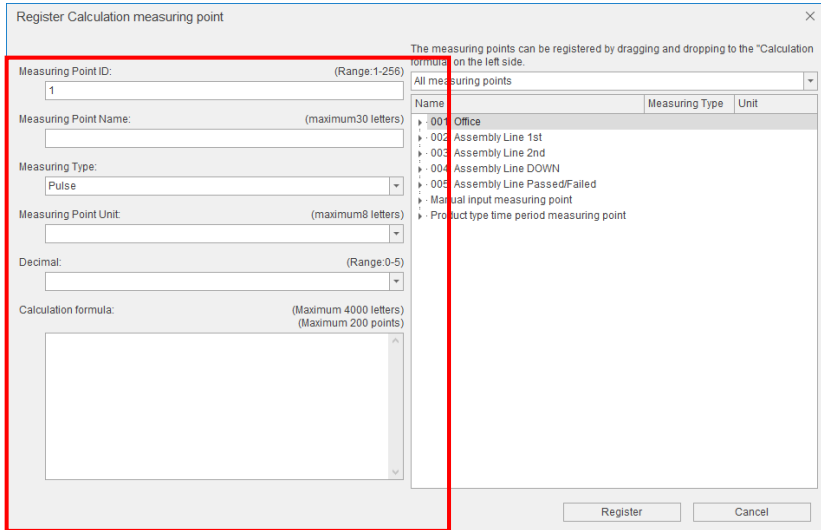 Register Calculation measuring point
The measuring points can be registered by dragging and dropping to the "Calculation
formula" on the left side.
Measuring Point ID: (Range:1-256)
1
Measuring Point Name: (maximum30 letters)
Measuring Type:
Pulse
Measuring Point Unit: (maximum8 letters)
Decimal: (Range:0-5)
Calculation formula: (Maximum 4000 letters)
(Maximum 200 points)
All measuring points
Name Measuring Type Unit
001 Office
002 Assembly Line 1st
003 Assembly Line 2nd
004 Assembly Line DOWN
005 Assembly Line Passed/Failed
Manual input measuring point
Product type time period measuring point
Register Cancel